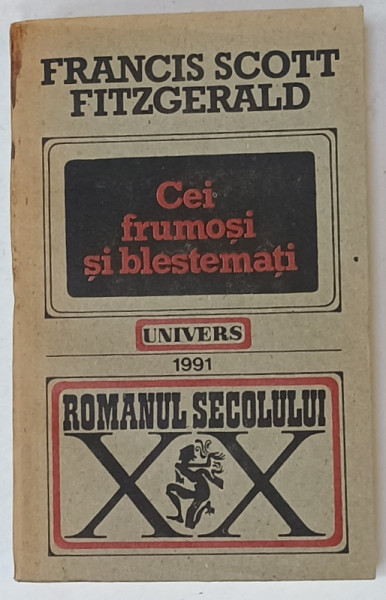 FRANCIS SCOTT
FITZGERALD
Cei
frumoși
și blestemați
UNIVERS
1991
ROMANUL SECOLULUI
XX